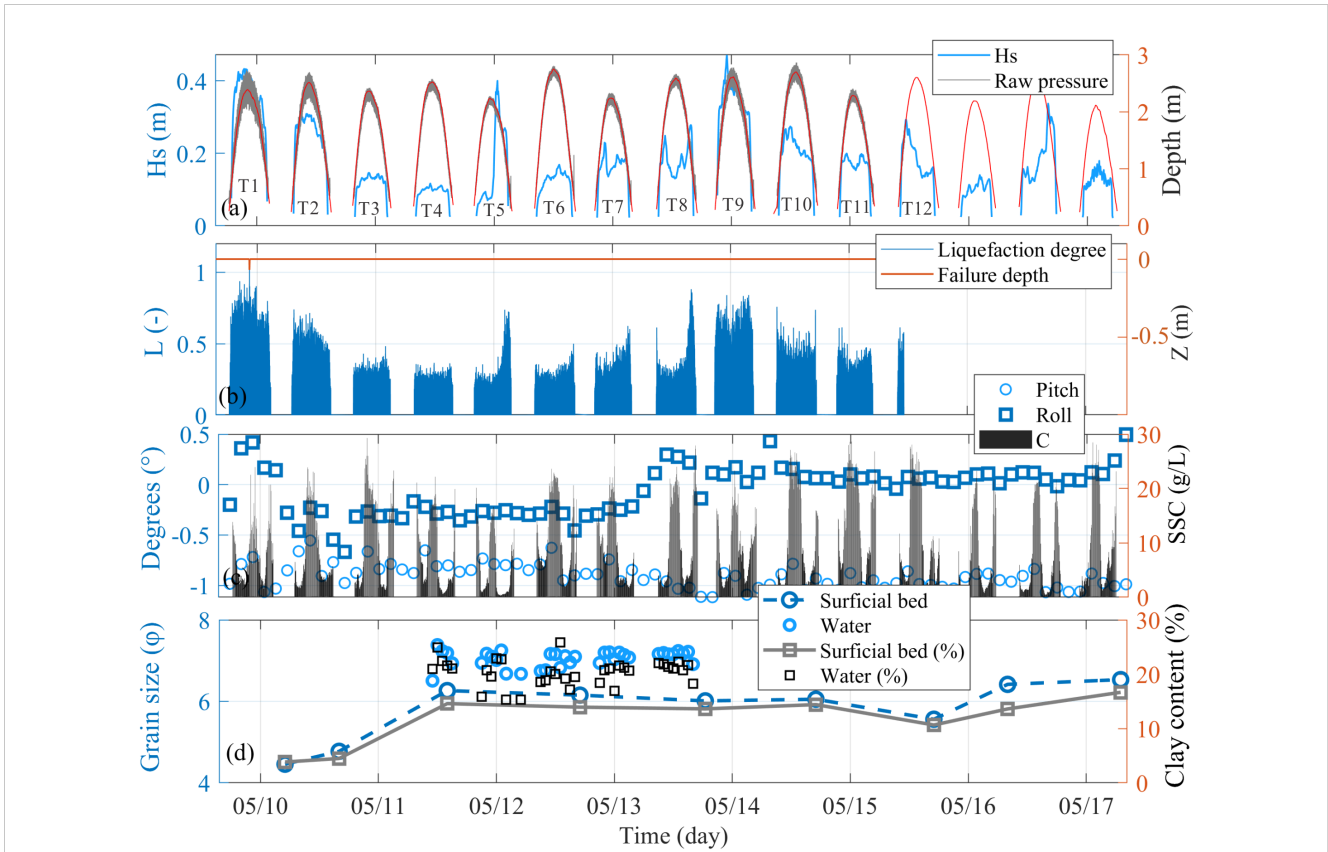 Hs
Raw pressure
0.4
0.2
0
Hs (m)
3
2
1
0
Depth (m)
T1
T2
T3
T4
T5
T6
T7
T8
T9
T10
T11
T12
(a)
Liquefaction degree
Failure depth
1
0.5
0
L (-)
0
-0.5
Z (m)
(b)
Pitch
Roll
C
0.5
0
-0.5
-1
Degrees (°)
30
20
10
0
SSC (g/L)
(c)
Surficial bed
Water
Surficial bed (%)
Water (%)
8
6
4
Grain size (φ)
30
20
10
0
Clay content (%)
(d)
05/10
05/11
05/12
05/13
05/14
05/15
05/16
05/17
Time (day)